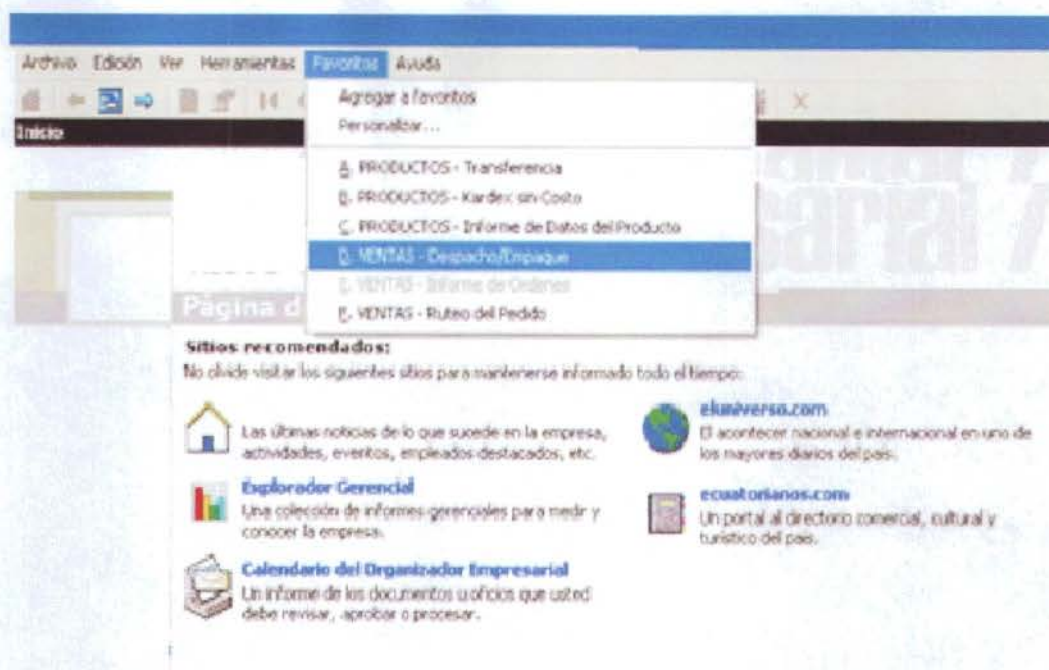 Archivo Edición Ver Herramientas Favoritos Ayuda
Agregar a favoritos
Personalizar...
Inicio
A. PRODUCTOS - Transferencia
B. PRODUCTOS - Kardex sin Costo
C. PRODUCTOS - Informe de Datos del Producto
D. VENTAS - Despacho/Empaque
E. VENTAS - Informe de Ordenes
F. VENTAS - Ruteo del Pedido
Página d
Sitios recomendados:
No olvide visitar los siguientes sitios para mantenerse informado todo el tiempo:
Las últimas noticias de lo que sucede en la empresa,
actividades, eventos, empleados destacados, etc.
Explorador Gerencial
Una colección de informes gerenciales para medir y
conocer la empresa.
Calendario del Organizador Empresarial
Un informe de los documentos u oficios que usted
debe revisar, aprobar o procesar.
eluniverso.com
El acontecer nacional e internacional en uno de
los mayores diarios del país.
ecuatorianos.com
Un portal al directorio comercial, cultural y
turístico del país.